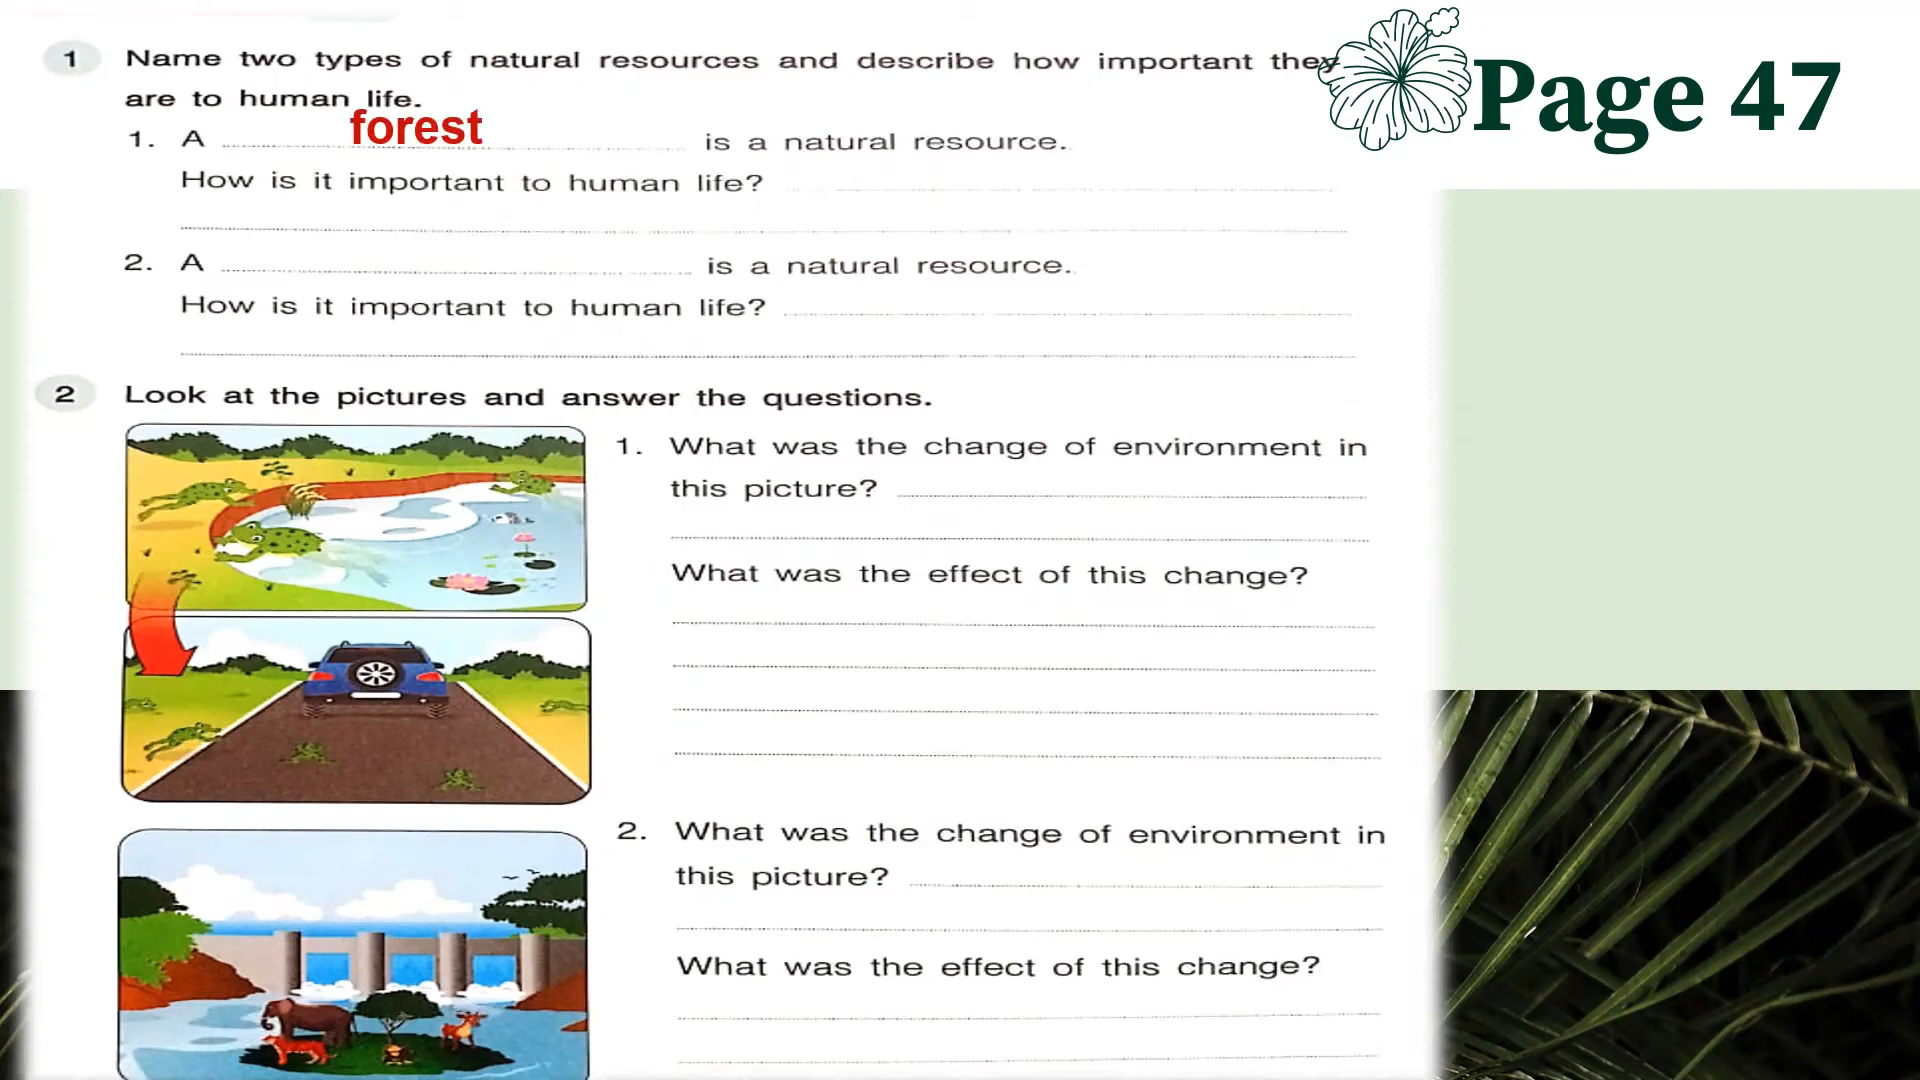 Page 47
1 Name two types of natural resources and describe how important they
are to human life.
1. A forest is a natural resource.
How is it important to human life?
2. A is a natural resource.
How is it important to human life?
2 Look at the pictures and answer the questions.
1. What was the change of environment in
this picture?
What was the effect of this change?
2. What was the change of environment in
this picture?
What was the effect of this change?